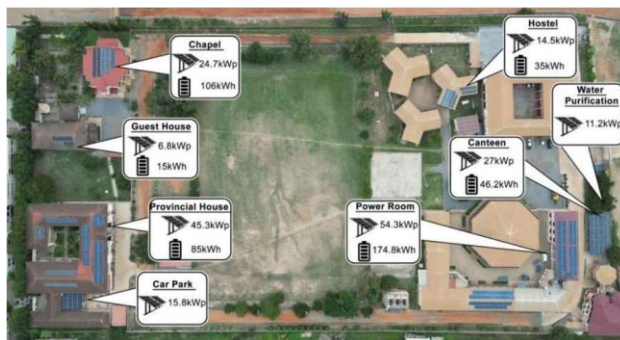 Chapel
24.7kWp
106kWh
Guest House
6.8kWp
15kWh
Provincial House
45.3kWp
85kWh
Car Park
15.8kWp
Hostel
14.5kWp
35kWh
Water
Purification
11.2kWp
Canteen
27kWp
46.2kWh
Power Room
54.3kWp
174.8kWh